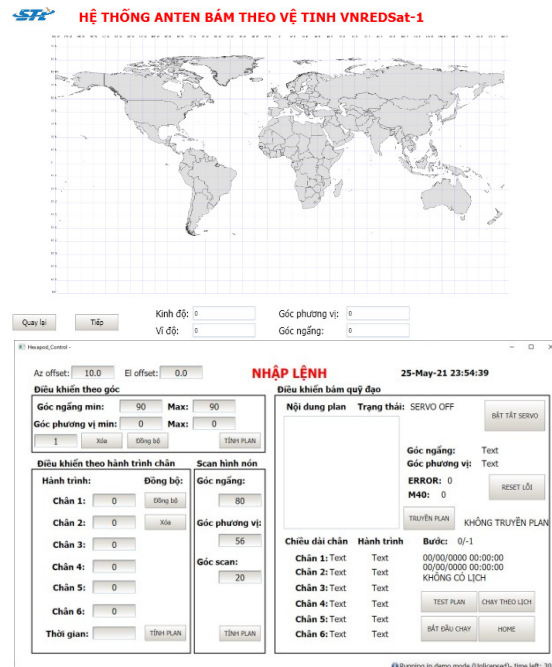 STI
HỆ THỐNG ANTEN BÁM THEO VỆ TINH VNREDSat-1
Quay lại
Tiếp
Kinh độ: 0
Góc phương vị: 0
Vĩ độ: 0
Góc ngẩng: 0
Hexapod_Control -
Az offset: 10.0 El offset: 0.0
NHẬP LỆNH
25-May-21 23:54:39
Điều khiển theo góc
Góc ngẩng min: 90 Max: 90
Góc phương vị min: 0 Max: 0
1 Xóa Đồng bộ TÍNH PLAN
Điều khiển theo hành trình chân
Hành trình: Đồng bộ:
Chân 1: 0 Đồng bộ
Chân 2: 0 Xóa
Chân 3: 0
Chân 4: 0
Chân 5: 0
Chân 6: 0
Thời gian: TÍNH PLAN
Scan hình nón
Góc ngẩng:
80
Góc phương vị:
56
Góc scan:
20
TÍNH PLAN
Điều khiển bám quỹ đạo
Nội dung plan Trạng thái: SERVO OFF
BẬT TẮT SERVO
Góc ngẩng: Text
Góc phương vị: Text
ERROR: 0
M40: 0
RESET LỖI
TRUYỀN PLAN KHÔNG TRUYỀN PLAN
Chiều dài chân Hành trình Bước: 0/-1
Chân 1: Text Text
Chân 2: Text Text
Chân 3: Text Text
Chân 4: Text Text
Chân 5: Text Text
Chân 6: Text Text
00/00/0000 00:00:00
00/00/0000 00:00:00
KHÔNG CÓ LỊCH
TEST PLAN CHẠY THEO LỊCH
BẮT ĐẦU CHẠY HOME
Running in demo mode (Unlicensed)- time left: 30